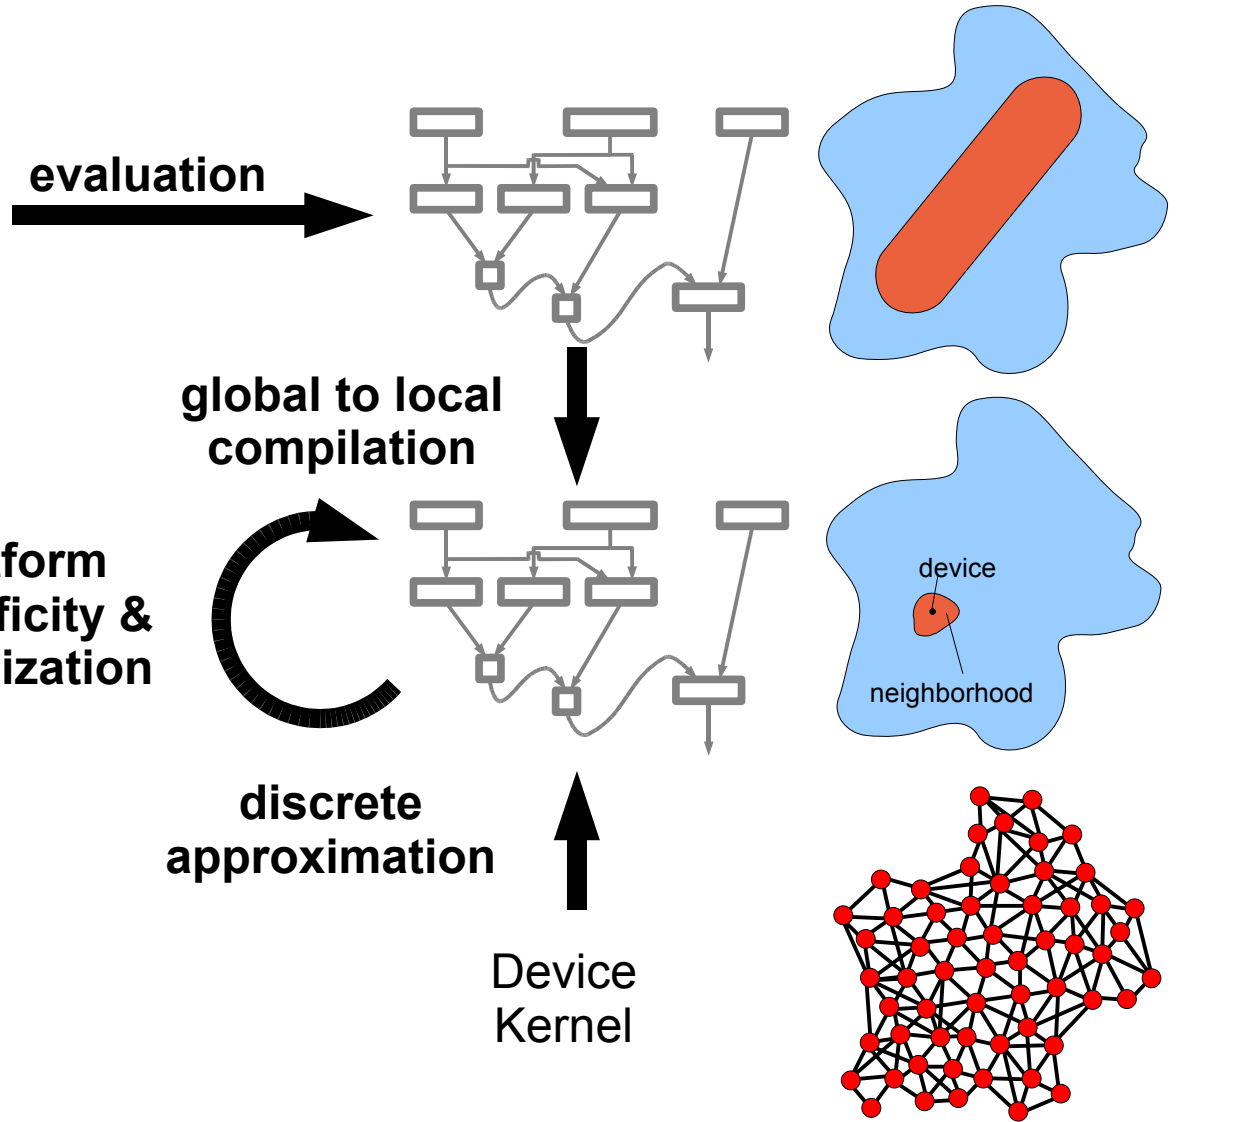 evaluation
global to local
compilation
form
ficity &
ization
device
neighborhood
discrete
approximation
Device
Kernel